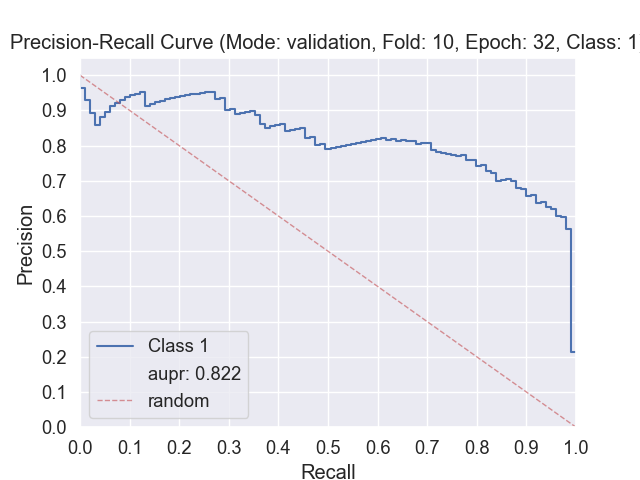 Precision-Recall Curve (Mode: validation, Fold: 10, Epoch: 32, Class: 1
1.0
0.9
0.8
0.7
0.6
0.5
0.4
0.3
0.2
0.1
0.0
Precision
Class 1
aupr: 0.822
random
0.0 0.1 0.2 0.3 0.4 0.5 0.6 0.7 0.8 0.9 1.0
Recall